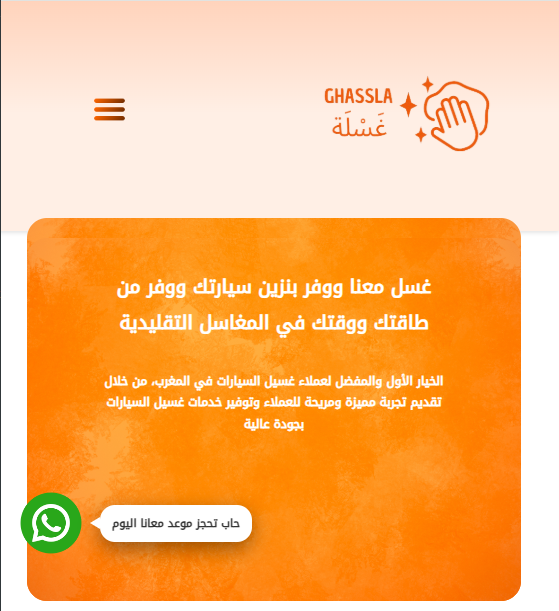 GHASSLA
غَسْلَة
غسل معنا ووفر بنزين سيارتك ووفر من
طاقتك ووقتك في المغاسل التقليدية
الخيار الأول والمفضل لعملاء غسيل السيارات في المغرب، من خلال
تقديم تجربة مميزة ومريحة للعملاء وتوفير خدمات غسيل السيارات
بجودة عالية
حاب تحجز موعد معانا اليوم